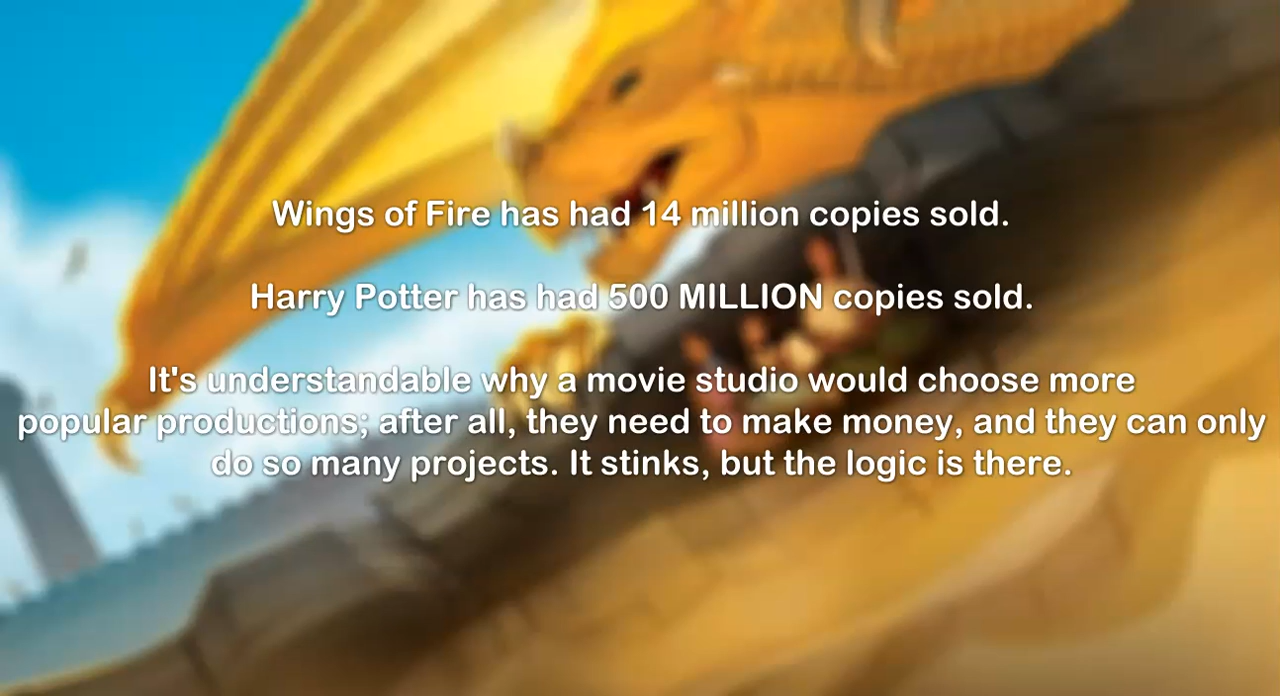 Wings of Fire has had 14 million copies sold.
Harry Potter has had 500 MILLION copies sold.
It's understandable why a movie studio would choose more
popular productions; after all, they need to make money, and they can only
do so many projects. It stinks, but the logic is there.